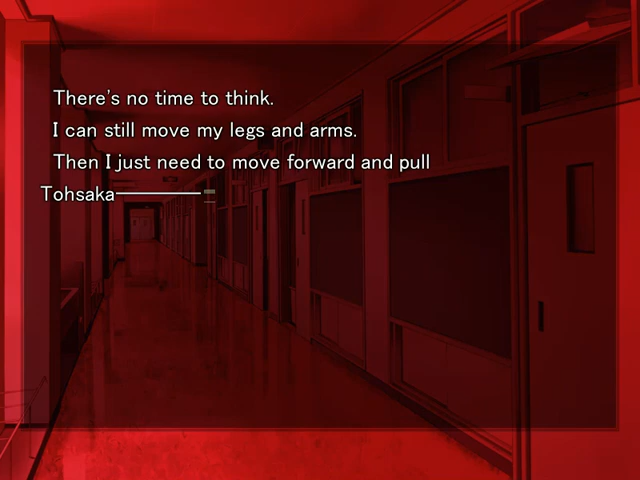 There's no time to think.
I can still move my legs and arms.
Then I just need to move forward and pull
Tohsaka─────